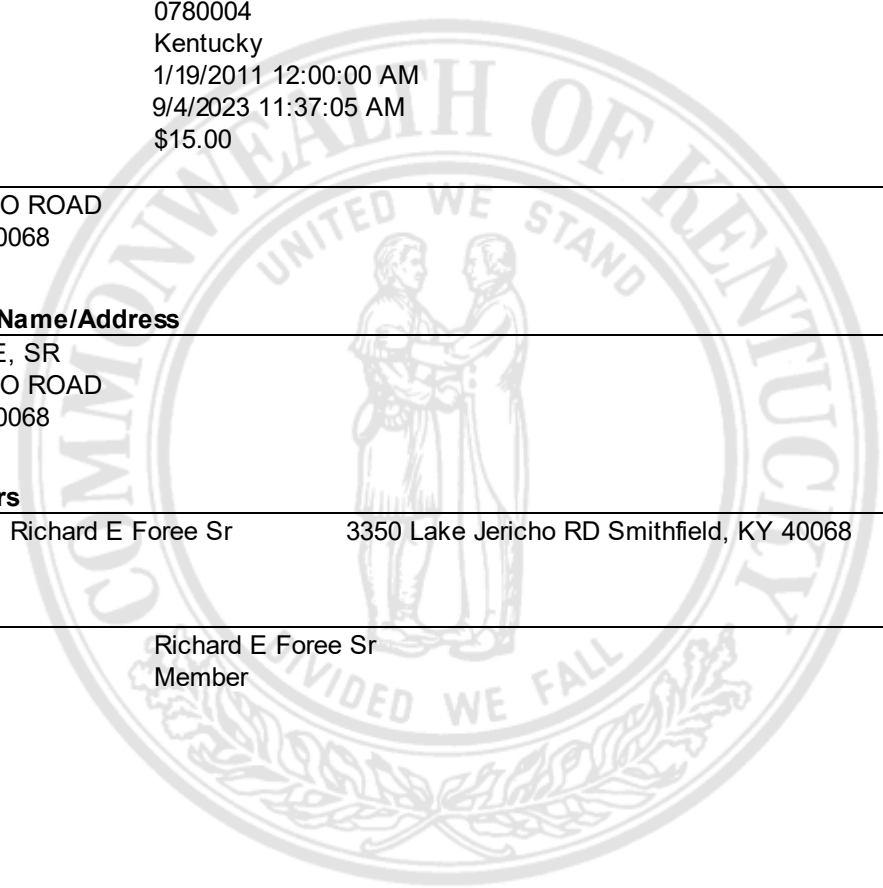 0780004
Kentucky
1/19/2011 12:00:00 AM
9/4/2023 11:37:05 AM
$15.00
O ROAD
0068
Name/Address
E, SR
O ROAD
0068
rs
Richard E Foree Sr 3350 Lake Jericho RD Smithfield, KY 40068
Richard E Foree Sr
Member
COMMONWEALTH OF KENTUCKY
UNITED WE STAND
DIVIDED WE FALL